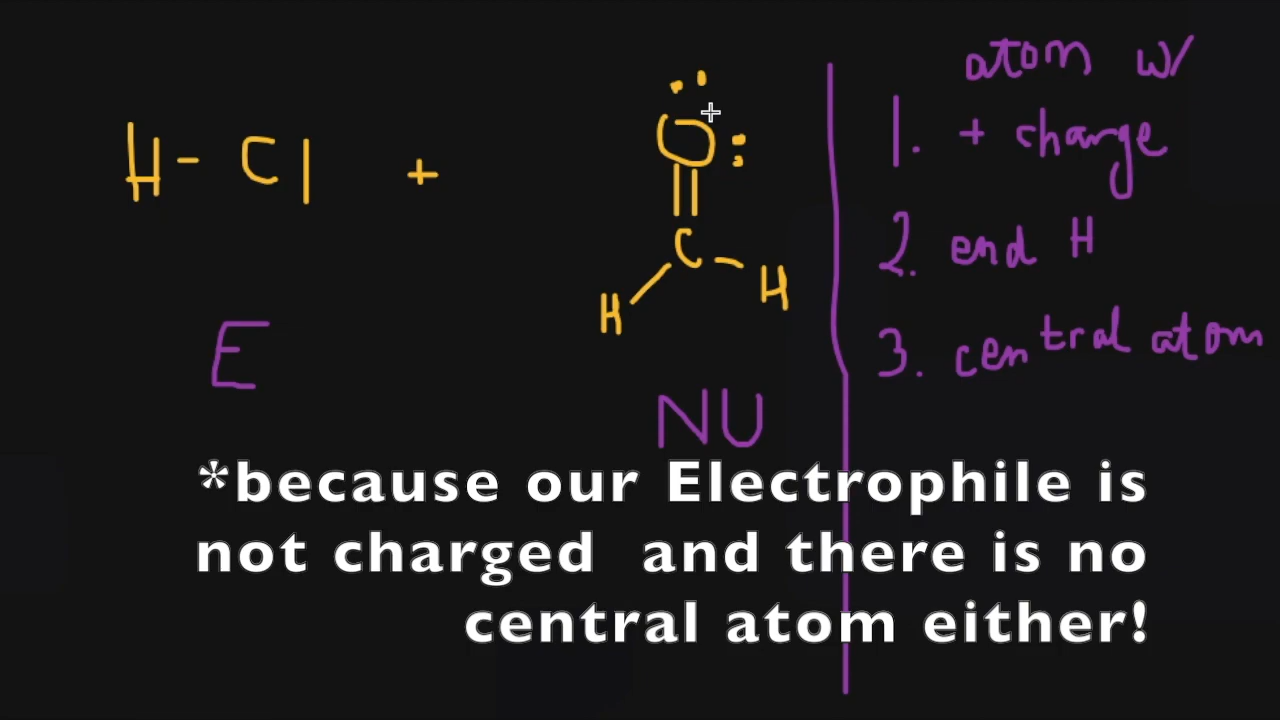 H - Cl +
O
C
H H
E
NU
atom w/
1. + charge
2. end H
3. central atom
*because our Electrophile is
not charged and there is no
central atom either!